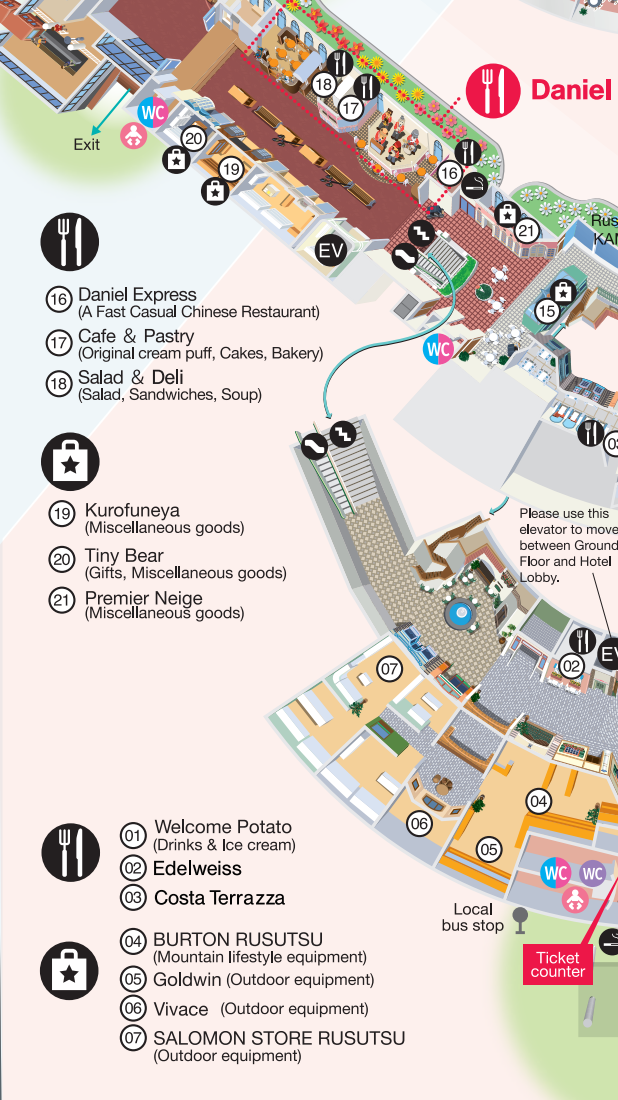 18
17
Daniel
WC
20
Exit
19
16
21
Rus
KAN
EV
15
WC
16 Daniel Express
(A Fast Casual Chinese Restaurant)
17 Cafe & Pastry
(Original cream puff, Cakes, Bakery)
18 Salad & Deli
(Salad, Sandwiches, Soup)
03
19 Kurofuneya
(Miscellaneous goods)
20 Tiny Bear
(Gifts, Miscellaneous goods)
21 Premier Neige
(Miscellaneous goods)
Please use this
elevator to move
between Ground
Floor and Hotel
Lobby.
02
EV
07
04
06
05
WC WC
Local
bus stop
Ticket
counter
01 Welcome Potato
(Drinks & Ice cream)
02 Edelweiss
03 Costa Terrazza
04 BURTON RUSUTSU
(Mountain lifestyle equipment)
05 Goldwin (Outdoor equipment)
06 Vivace (Outdoor equipment)
07 SALOMON STORE RUSUTSU
(Outdoor equipment)